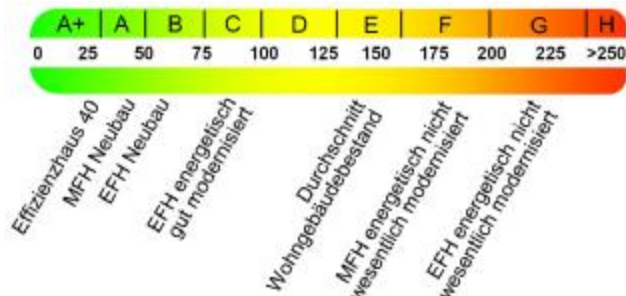 A+ A B C D E F G H
0 25 50 75 100 125 150 175 200 225 >250
Effizienzhaus 40
MFH Neubau
EFH Neubau
EFH energetisch
gut modernisiert
Durchschnitt
Wohngebäudebestand
MFH energetisch nicht
wesentlich modernisiert
EFH energetisch nicht
wesentlich modernisiert